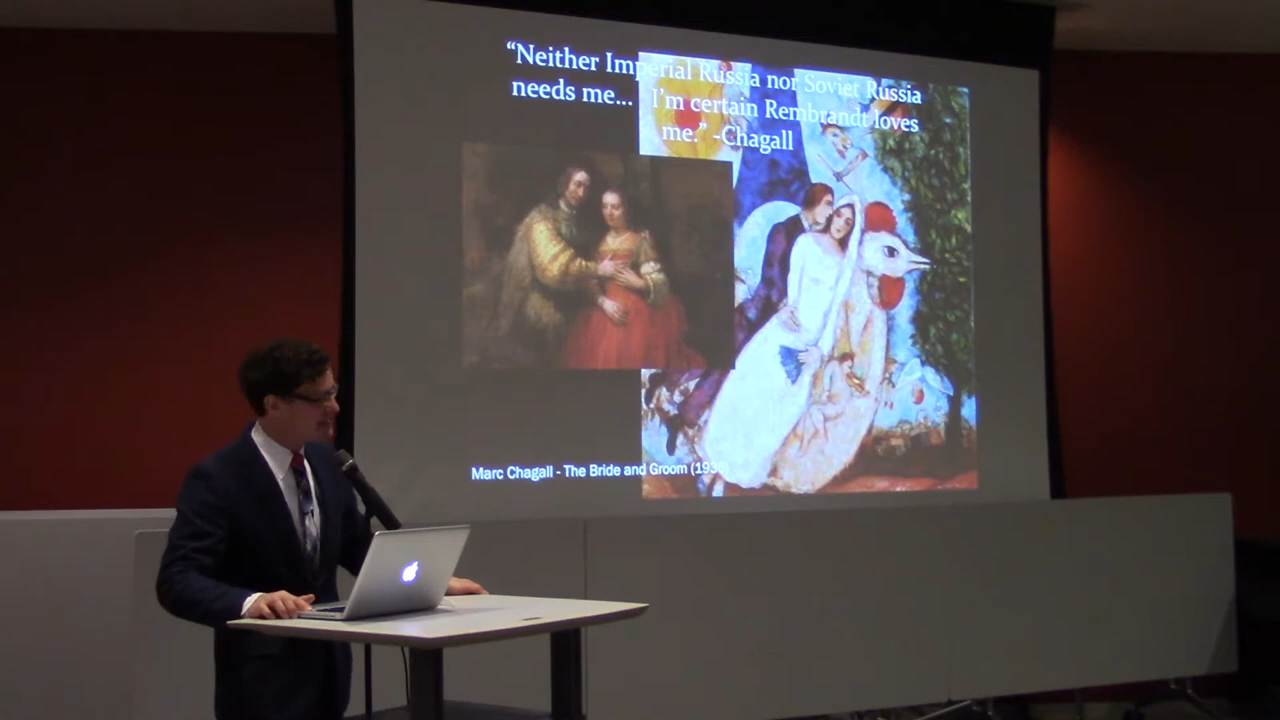 “Neither Imperial Russia nor Soviet Russia
needs me... I’m certain Rembrandt loves
me.” -Chagall
Marc Chagall - The Bride and Groom